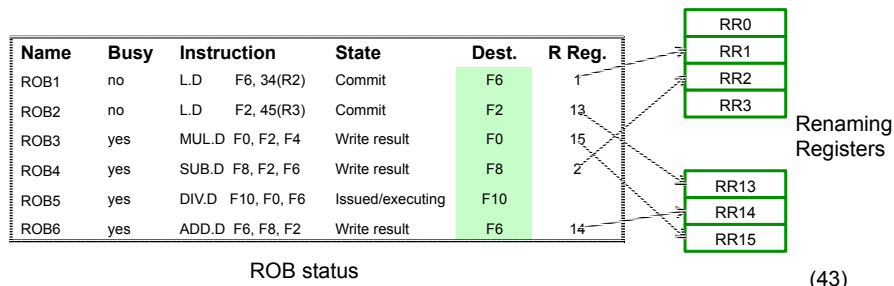 Name Busy Instruction State Dest. R Reg.
ROB1 no L.D F6, 34(R2) Commit F6 1
ROB2 no L.D F2, 45(R3) Commit F2 13
ROB3 yes MUL.D F0, F2, F4 Write result F0 15
ROB4 yes SUB.D F8, F2, F6 Write result F8 2
ROB5 yes DIV.D F10, F0, F6 Issued/executing F10
ROB6 yes ADD.D F6, F8, F2 Write result F6 14
ROB status
RR0
RR1
RR2
RR3
Renaming
Registers
RR13
RR14
RR15
(43)